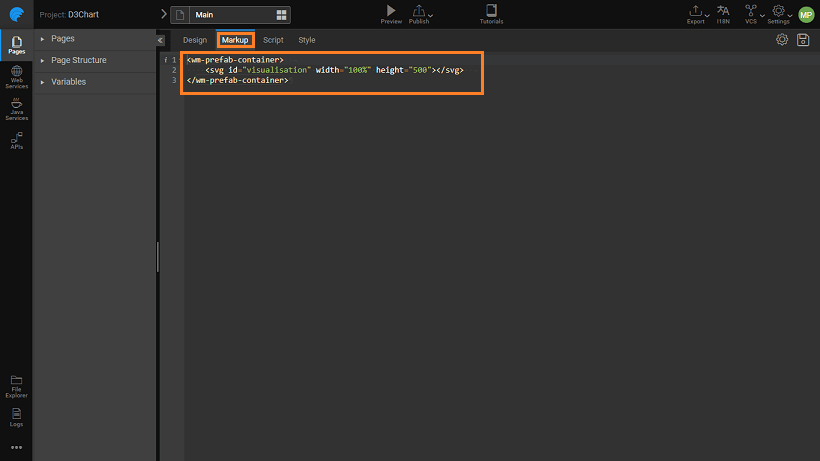 Project: D3Chart
Main
Preview
Publish
Tutorials
Export
I18N
VCS
Settings
MP
Pages
Web Services
Java Services
APIs
File Explorer
Logs
Pages
Page Structure
Variables
Design
Markup
Script
Style
i 1 <wm-prefab-container>
2 <svg id="visualisation" width="100%" height="500"></svg>
3 </wm-prefab-container>